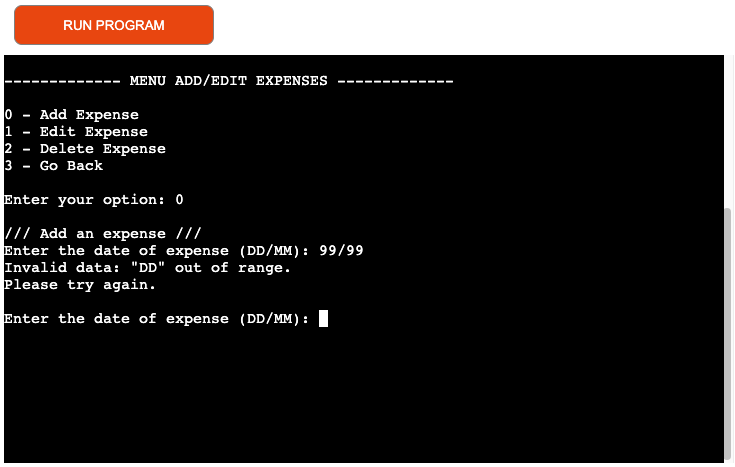 RUN PROGRAM
------------- MENU ADD/EDIT EXPENSES -------------
0 - Add Expense
1 - Edit Expense
2 - Delete Expense
3 - Go Back
Enter your option: 0
/// Add an expense ///
Enter the date of expense (DD/MM): 99/99
Invalid data: "DD" out of range.
Please try again.
Enter the date of expense (DD/MM):